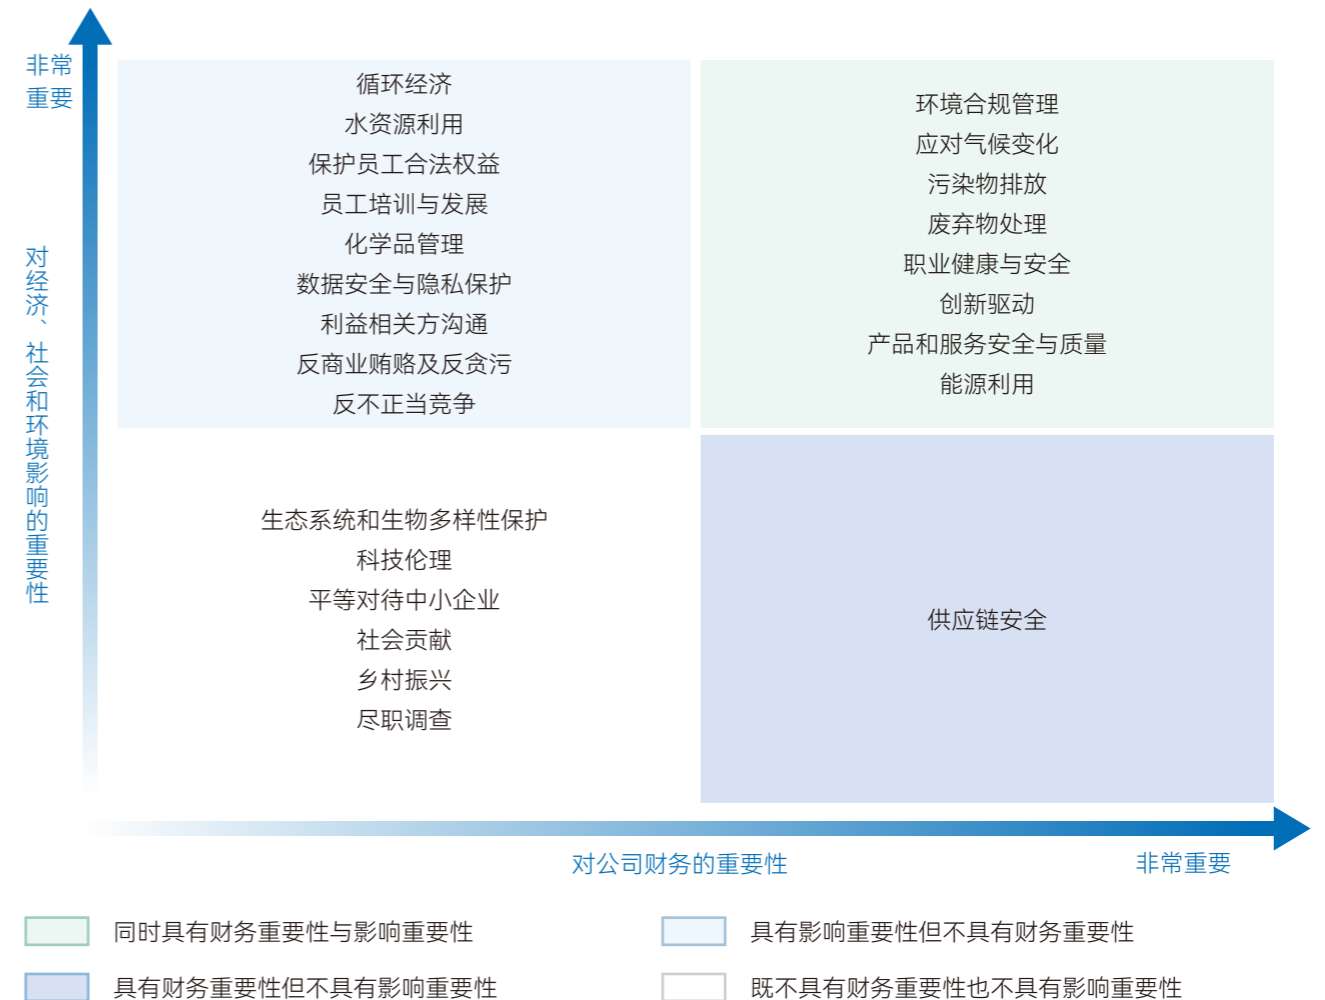 非常
重要
循环经济
水资源利用
保护员工合法权益
员工培训与发展
化学品管理
数据安全与隐私保护
利益相关方沟通
反商业贿赂及反贪污
反不正当竞争
环境合规管理
应对气候变化
污染物排放
废弃物处理
职业健康与安全
创新驱动
产品和服务安全与质量
能源利用
对经济、社会和环境影响的重要性
生态系统和生物多样性保护
科技伦理
平等对待中小企业
社会贡献
乡村振兴
尽职调查
供应链安全
对公司财务的重要性
非常重要
同时具有财务重要性与影响重要性
具有影响重要性但不具有财务重要性
具有财务重要性但不具有影响重要性
既不具有财务重要性也不具有影响重要性